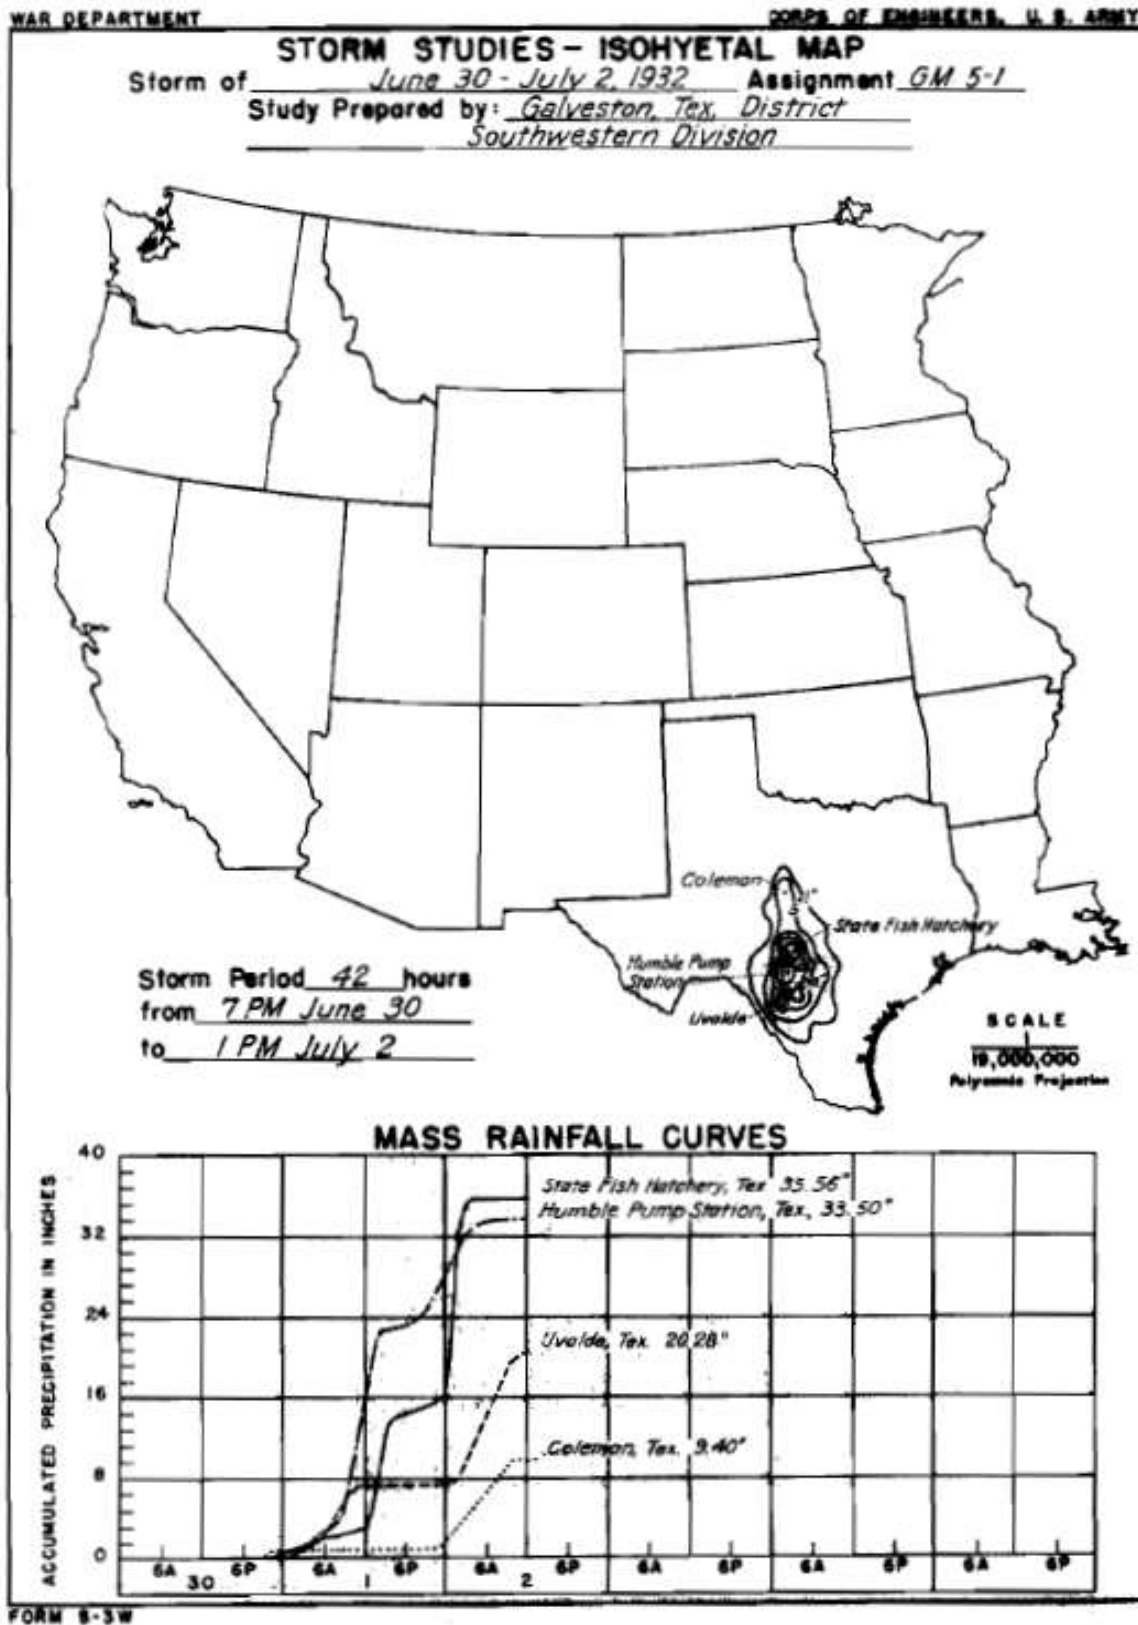 WAR DEPARTMENT
CORPS OF ENGINEERS, U. S. ARMY
STORM STUDIES - ISOHYETAL MAP
Storm of June 30 - July 2, 1932 Assignment GM 5-1
Study Prepared by: Galveston, Tex, District
Southwestern Division
Coleman
State Fish Hatchery
Humble Pump
Station
Uvalde
Storm Period 42 hours
from 7 PM June 30
to 1 PM July 2
SCALE
1
19,000,000
Polyconic Projection
MASS RAINFALL CURVES
ACCUMULATED PRECIPITATION IN INCHES
40
32
24
16
8
0
State Fish Hatchery, Tex 35.56"
Humble Pump Station, Tex, 33.50"
Uvalde, Tex. 20.28"
Coleman, Tex. 9.40"
6A 6P 6A 6P 6A 6P 6A 6P 6A 6P 6A 6P
30 1 2
FORM S-3W